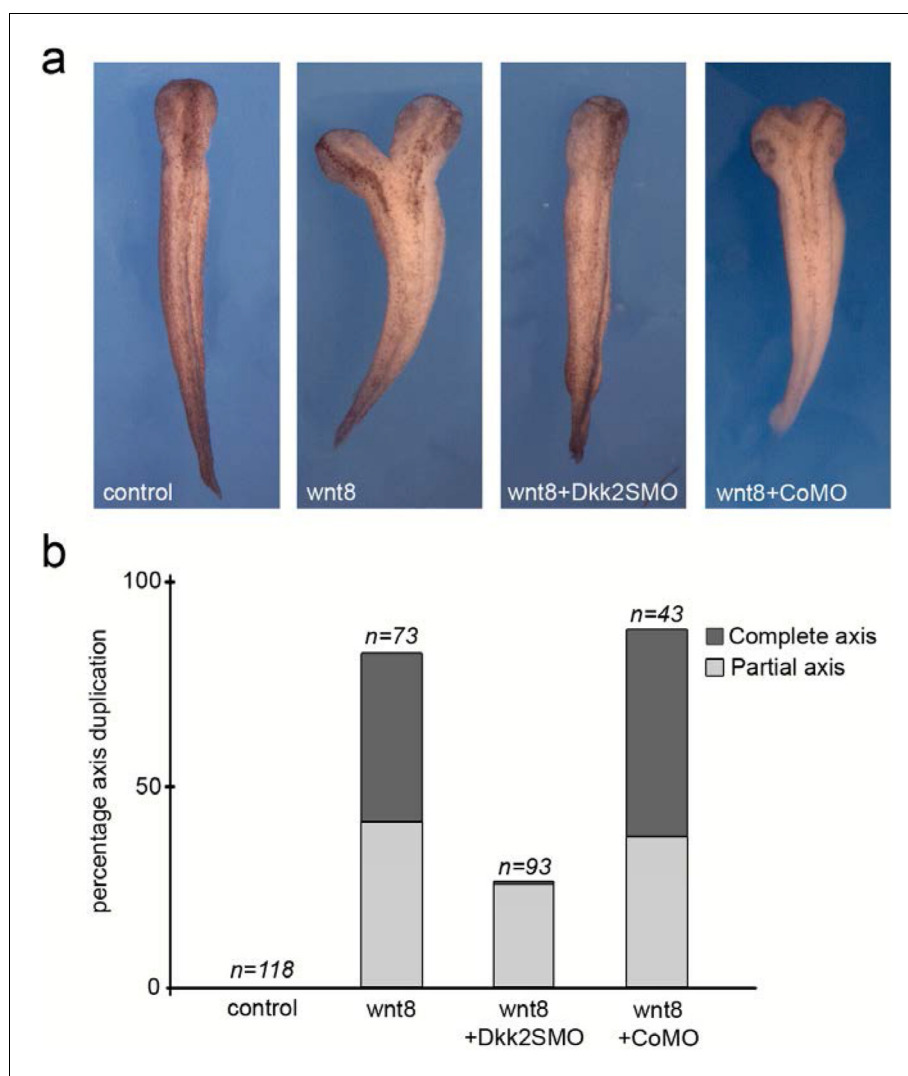 a
control
wnt8
wnt8+Dkk2SMO
wnt8+CoMO
b
percentage axis duplication
100
50
0
n=118
n=73
n=93
n=43
control
wnt8
wnt8
+Dkk2SMO
wnt8
+CoMO
Complete axis
Partial axis